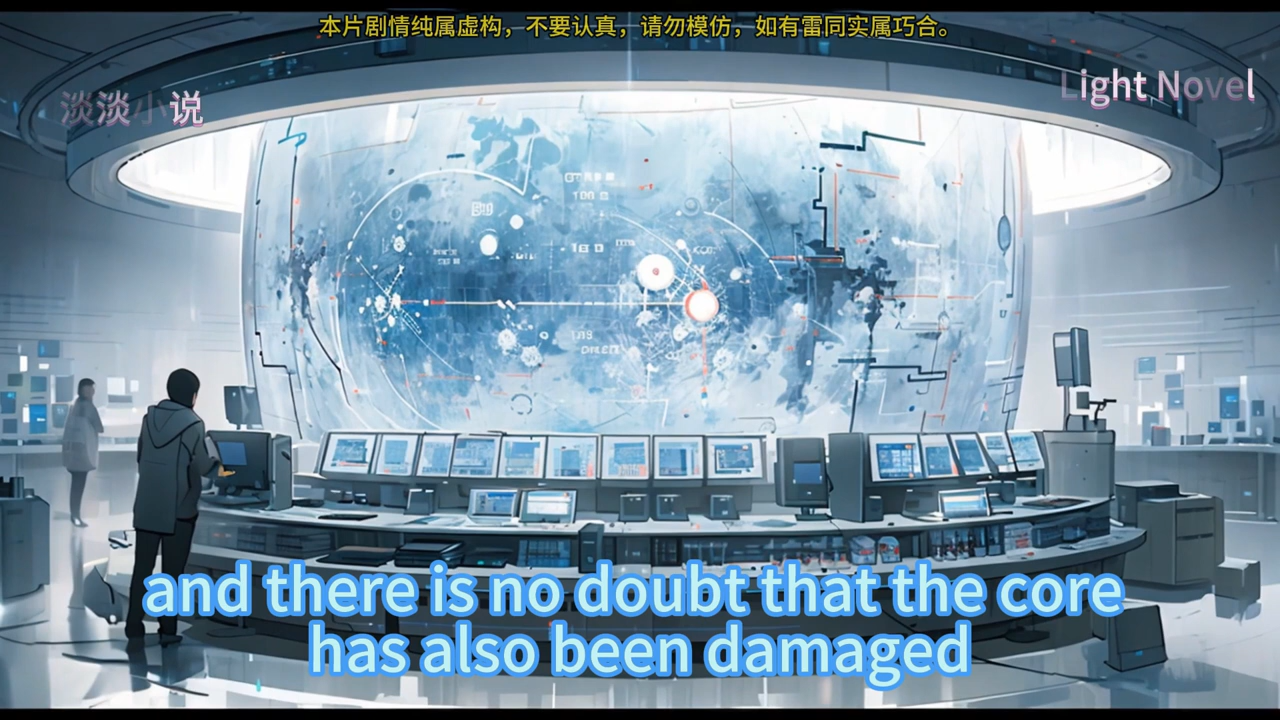 本片剧情纯属虚构，不要认真，请勿模仿，如有雷同实属巧合。
淡淡小说
Light Novel
and there is no doubt that the core
has also been damaged